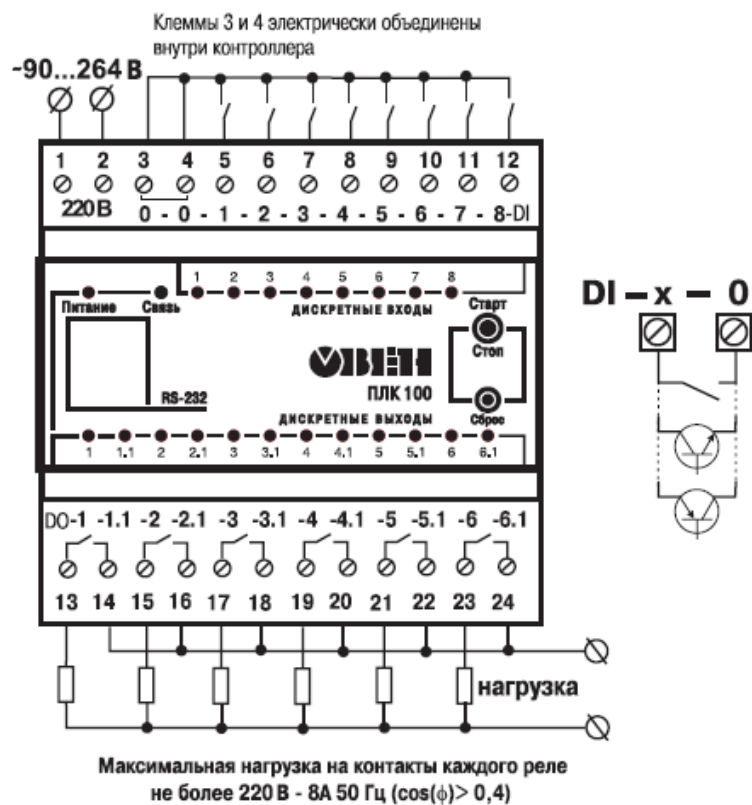 Клеммы 3 и 4 электрически объединены
внутри контроллера
~90...264 В
1 2 3 4 5 6 7 8 9 10 11 12
220 В 0 - 0 - 1 - 2 - 3 - 4 - 5 - 6 - 7 - 8-DI
1 2 3 4 5 6 7 8
Питание Связь ДИСКРЕТНЫЕ ВХОДЫ Старт
Стоп
ОВЕН
ПЛК 100
RS-232
ДИСКРЕТНЫЕ ВЫХОДЫ Сброс
1 1.1 2 2.1 3 3.1 4 4.1 5 5.1 6 6.1
DO-1 -1.1 -2 -2.1 -3 -3.1 -4 -4.1 -5 -5.1 -6 -6.1
13 14 15 16 17 18 19 20 21 22 23 24
нагрузка
Максимальная нагрузка на контакты каждого реле
не более 220 В - 8А 50 Гц (cos(ϕ)> 0,4)
DI – x – 0